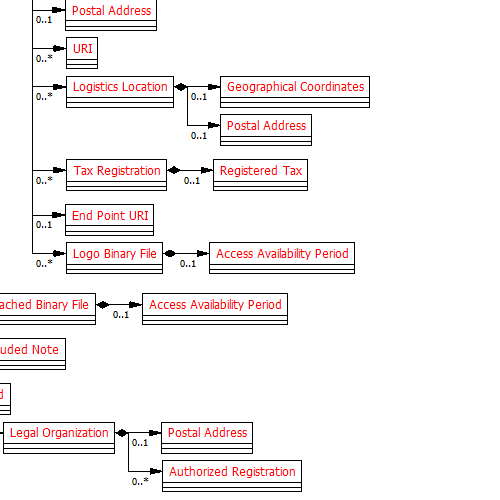 Postal Address
0..1
URI
0..*
Logistics Location
0..*
0..1
Geographical Coordinates
0..1
Postal Address
Tax Registration
0..*
0..1
Registered Tax
End Point URI
0..1
Logo Binary File
0..*
0..1
Access Availability Period
ached Binary File
0..1
Access Availability Period
uded Note
d
Legal Organization
0..1
Postal Address
0..*
Authorized Registration